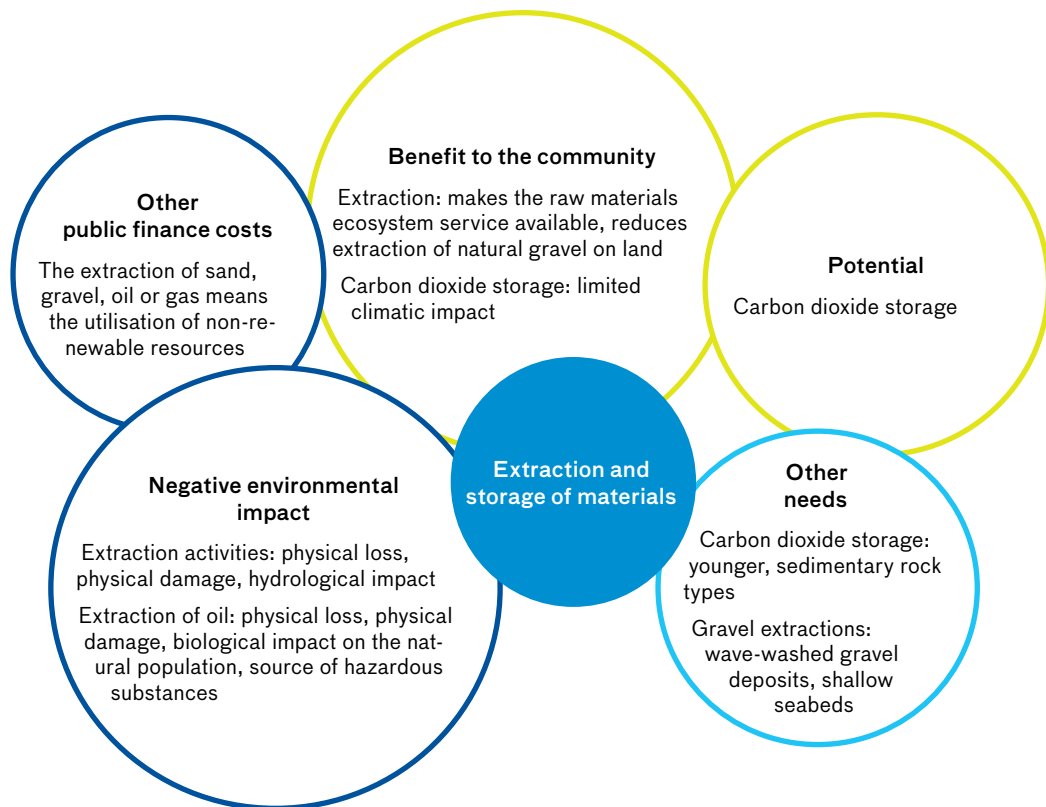 Benefit to the community
Extraction: makes the raw materials
ecosystem service available, reduces
extraction of natural gravel on land
Carbon dioxide storage: limited
climatic impact
Other
public finance costs
The extraction of sand,
gravel, oil or gas means
the utilisation of non-re-
newable resources
Potential
Carbon dioxide storage
Extraction and
storage of materials
Negative environmental
impact
Extraction activities: physical loss,
physical damage, hydrological impact
Extraction of oil: physical loss, physical
damage, biological impact on the nat-
ural population, source of hazardous
substances
Other
needs
Carbon dioxide storage:
younger, sedimentary rock
types
Gravel extractions:
wave-washed gravel
deposits, shallow
seabeds